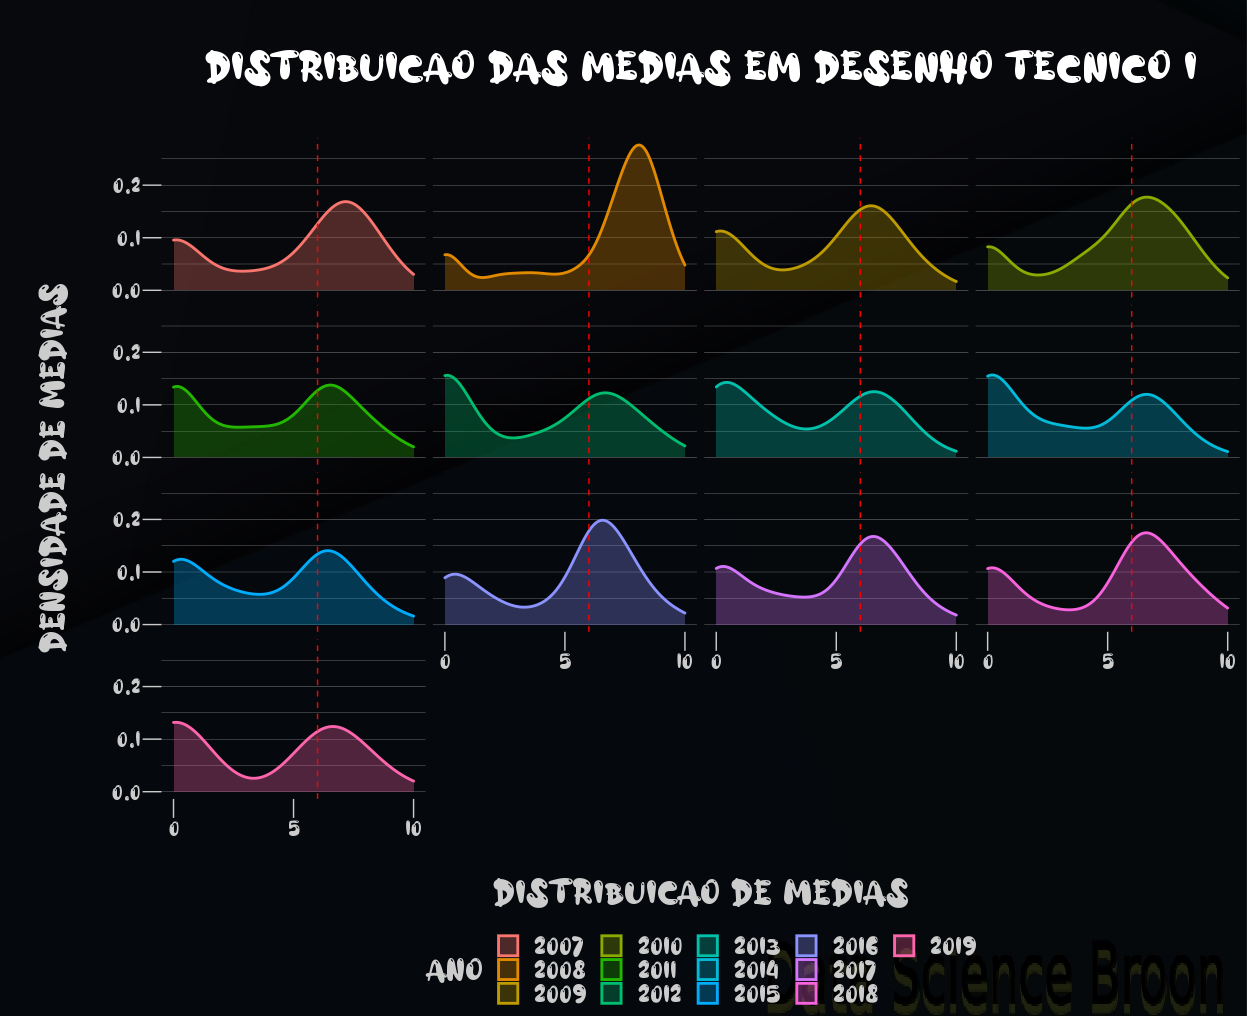 DISTRIBUICAO DAS MEDIAS EM DESENHO TECNICO I
DENSIDADE DE MEDIAS
0.2
0.1
0.0
0.2
0.1
0.0
0.2
0.1
0.0
0 5 10 0 5 10 0 5 10
0.2
0.1
0.0
0 5 10
DISTRIBUICAO DE MEDIAS
ANO
2007 2010 2013 2016 2019
2008 2011 2014 2017
2009 2012 2015 2018
Data Science Broon